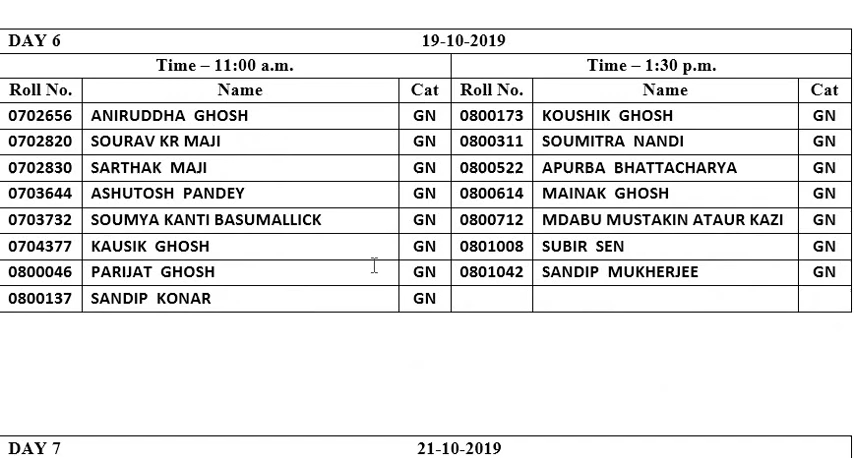 DAY 6 19-10-2019
Time – 11:00 a.m. Time – 1:30 p.m.
Roll No. Name Cat Roll No. Name Cat
0702656 ANIRUDDHA GHOSH GN 0800173 KOUSHIK GHOSH GN
0702820 SOURAV KR MAJI GN 0800311 SOUMITRA NANDI GN
0702830 SARTHAK MAJI GN 0800522 APURBA BHATTACHARYA GN
0703644 ASHUTOSH PANDEY GN 0800614 MAINAK GHOSH GN
0703732 SOUMYA KANTI BASUMALLICK GN 0800712 MDABU MUSTAKIN ATAUR KAZI GN
0704377 KAUSIK GHOSH GN 0801008 SUBIR SEN GN
0800046 PARIJAT GHOSH GN 0801042 SANDIP MUKHERJEE GN
0800137 SANDIP KONAR GN
DAY 7 21-10-2019